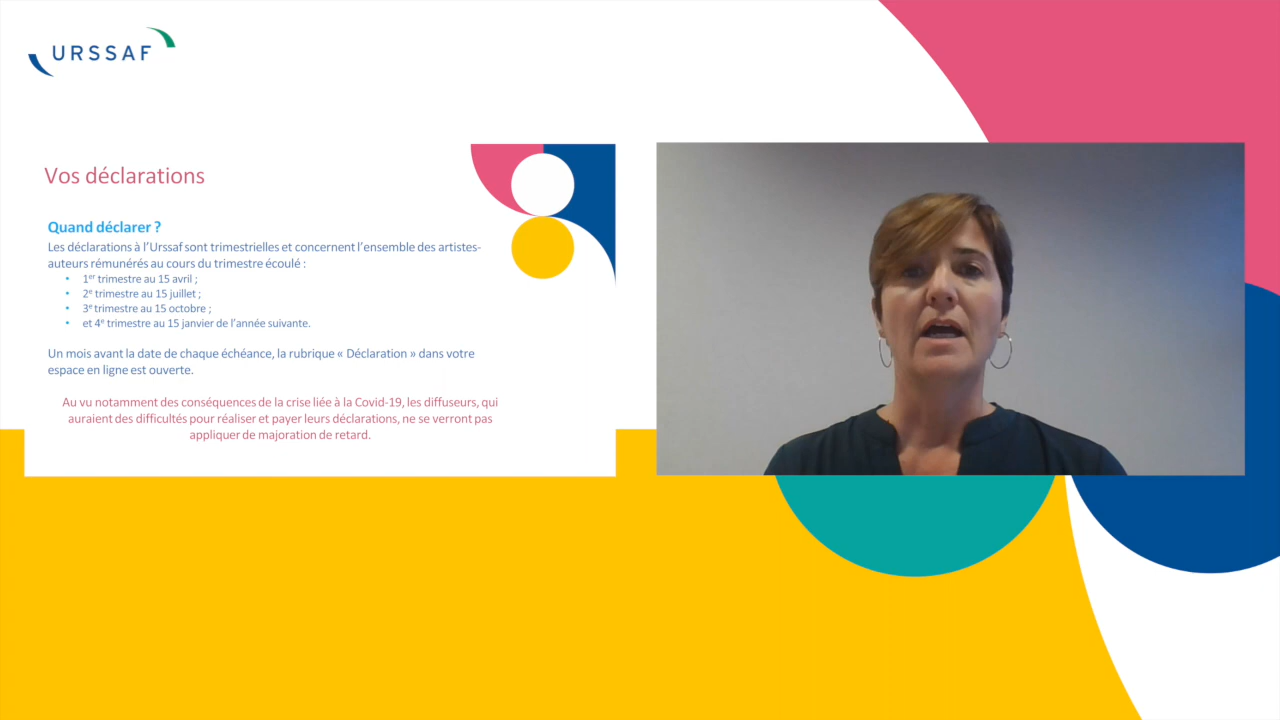 URSSAF
Vos déclarations
Quand déclarer ?
Les déclarations à l'Urssaf sont trimestrielles et concernent l'ensemble des artistes-
auteurs rémunérés au cours du trimestre écoulé :
• 1er trimestre au 15 avril ;
• 2e trimestre au 15 juillet ;
• 3e trimestre au 15 octobre ;
• et 4e trimestre au 15 janvier de l'année suivante.
Un mois avant la date de chaque échéance, la rubrique « Déclaration » dans votre
espace en ligne est ouverte.
Au vu notamment des conséquences de la crise liée à la Covid-19, les diffuseurs, qui
auraient des difficultés pour réaliser et payer leurs déclarations, ne se verront pas
appliquer de majoration de retard.